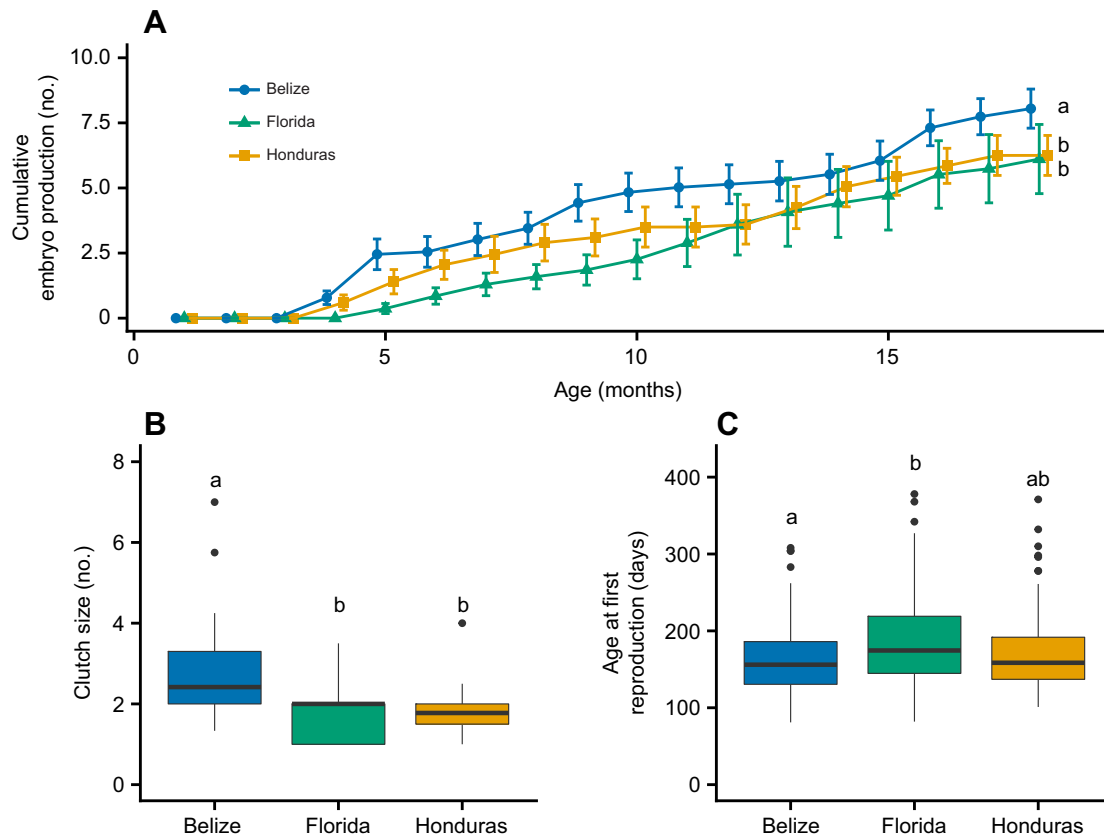 A
Cumulative
embryo production (no.)
10.0
7.5
5.0
2.5
0
Belize
Florida
Honduras
a
b
b
0
5
10
15
Age (months)
B
Clutch size (no.)
8
6
4
2
0
a
b
b
Belize
Florida
Honduras
C
Age at first
reproduction (days)
400
300
200
100
0
a
b
ab
Belize
Florida
Honduras